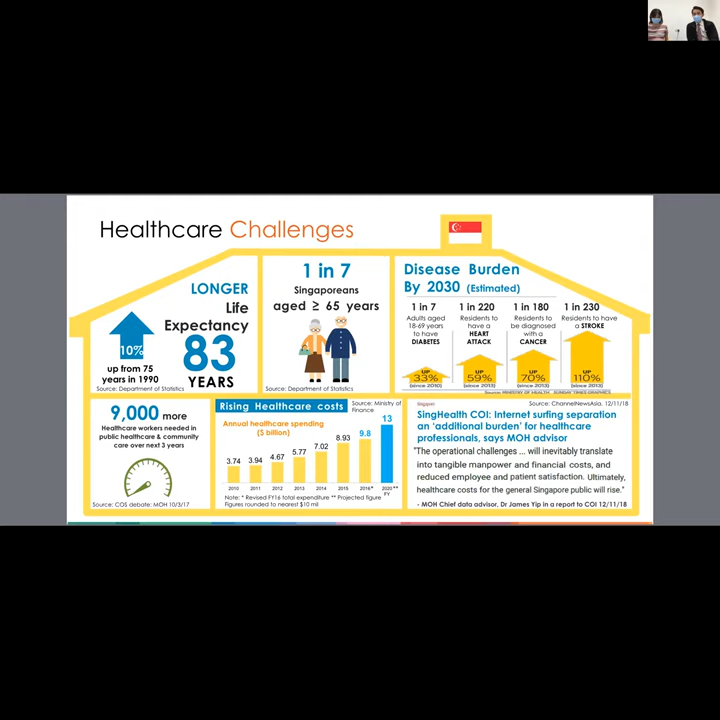 Healthcare Challenges
LONGER
Life
Expectancy
83
YEARS
10%
up from 75
years in 1990
Source: Department of Statistics
1 in 7
Singaporeans
aged ≥ 65 years
Source: Department of Statistics
Disease Burden
By 2030 (Estimated)
1 in 7
Adults aged
18-69 years
to have
DIABETES
UP
33%
(since 2010)
1 in 220
Residents to
have a
HEART
ATTACK
UP
59%
(since 2013)
1 in 180
Residents to
be diagnosed
with a
CANCER
UP
70%
(since 2013)
1 in 230
Residents to have
a STROKE
UP
110%
(since 2013)
Source: MINISTRY OF HEALTH, SUNDAY TIMES GRAPHICS
9,000 more
Healthcare workers needed in
public healthcare & community
care over next 3 years
Source: COS debate: MOH 10/3/17
Rising Healthcare costs
Source: Ministry of
Finance
Annual healthcare spending
($ billion)
3.74 3.94 4.67 5.77 7.02 8.93 9.8 13
2010 2011 2012 2013 2014 2015 2016* 2020**
FY
Note: * Revised FY16 total expenditure ** Projected figure
Figures rounded to nearest $10 mil
Singapore
Source: ChannelNewsAsia, 12/11/18
SingHealth COI: Internet surfing separation
an ‘additional burden’ for healthcare
professionals, says MOH advisor
"The operational challenges ... will inevitably translate
into tangible manpower and financial costs, and
reduced employee and patient satisfaction. Ultimately,
healthcare costs for the general Singapore public will rise."
- MOH Chief data advisor, Dr James Yip in a report to COI 12/11/18